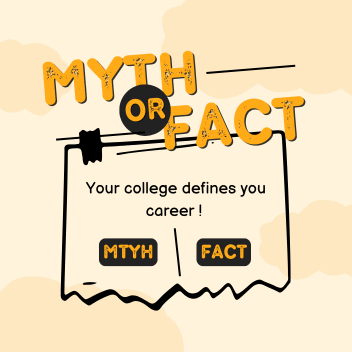 MYTH
OR
FACT
Your college defines you
career !
MTYH FACT